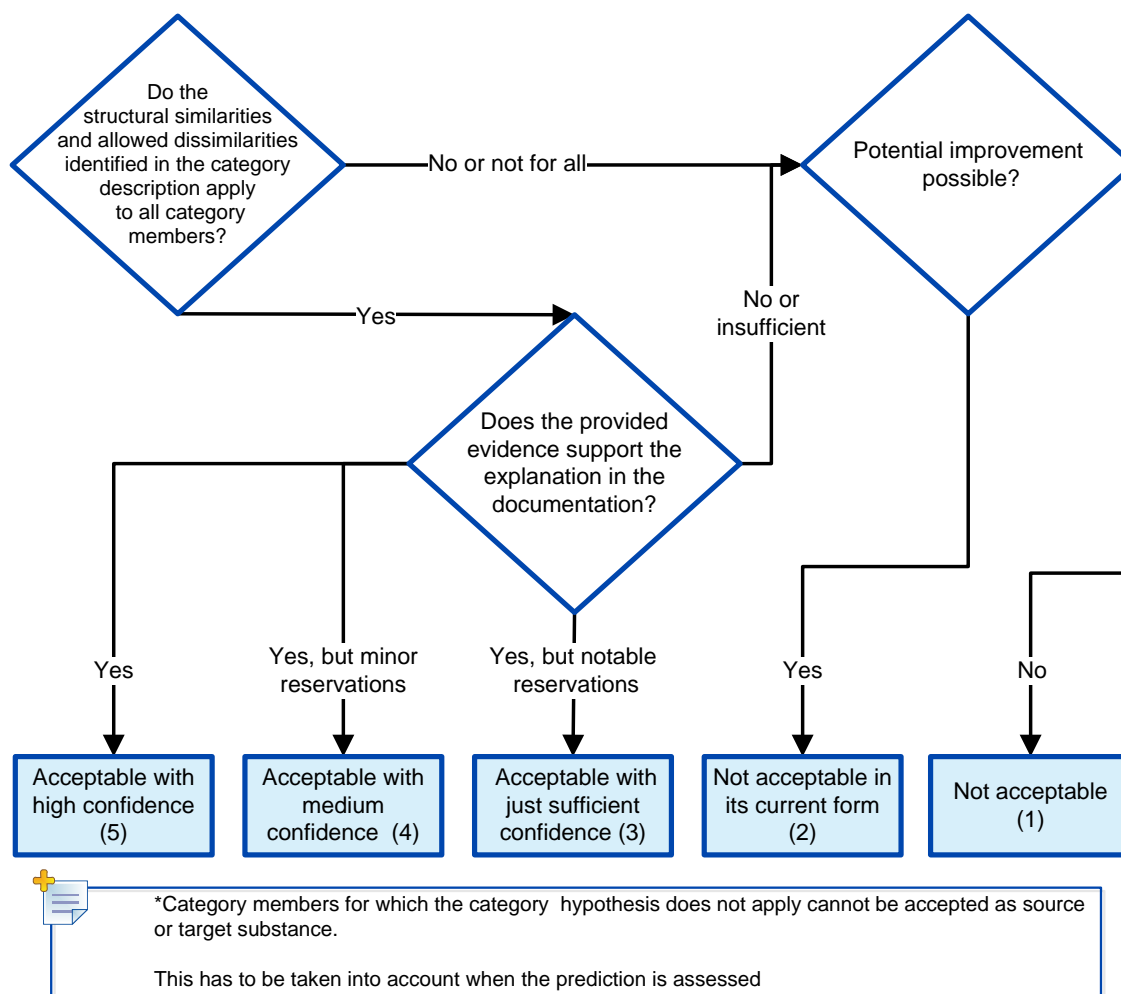 Do the
structural similarities
and allowed dissimilarities
identified in the category
description apply
to all category
members?
No or not for all
Potential improvement
possible?
Yes
No or
insufficient
Does the provided
evidence support the
explanation in the
documentation?
Yes
Yes, but minor
reservations
Yes, but notable
reservations
Yes
No
Acceptable with
high confidence
(5)
Acceptable with
medium
confidence (4)
Acceptable with
just sufficient
confidence (3)
Not acceptable in
its current form
(2)
Not acceptable
(1)
*Category members for which the category hypothesis does not apply cannot be accepted as source
or target substance.
This has to be taken into account when the prediction is assessed